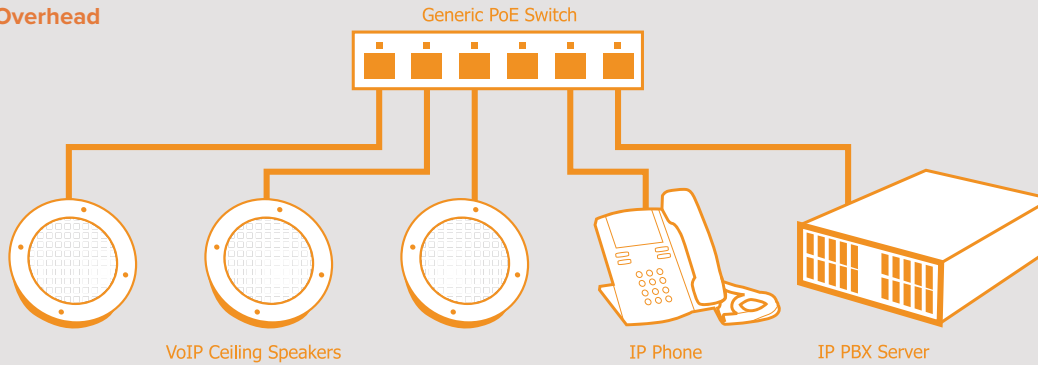 Overhead
Generic PoE Switch
VoIP Ceiling Speakers
IP Phone
IP PBX Server